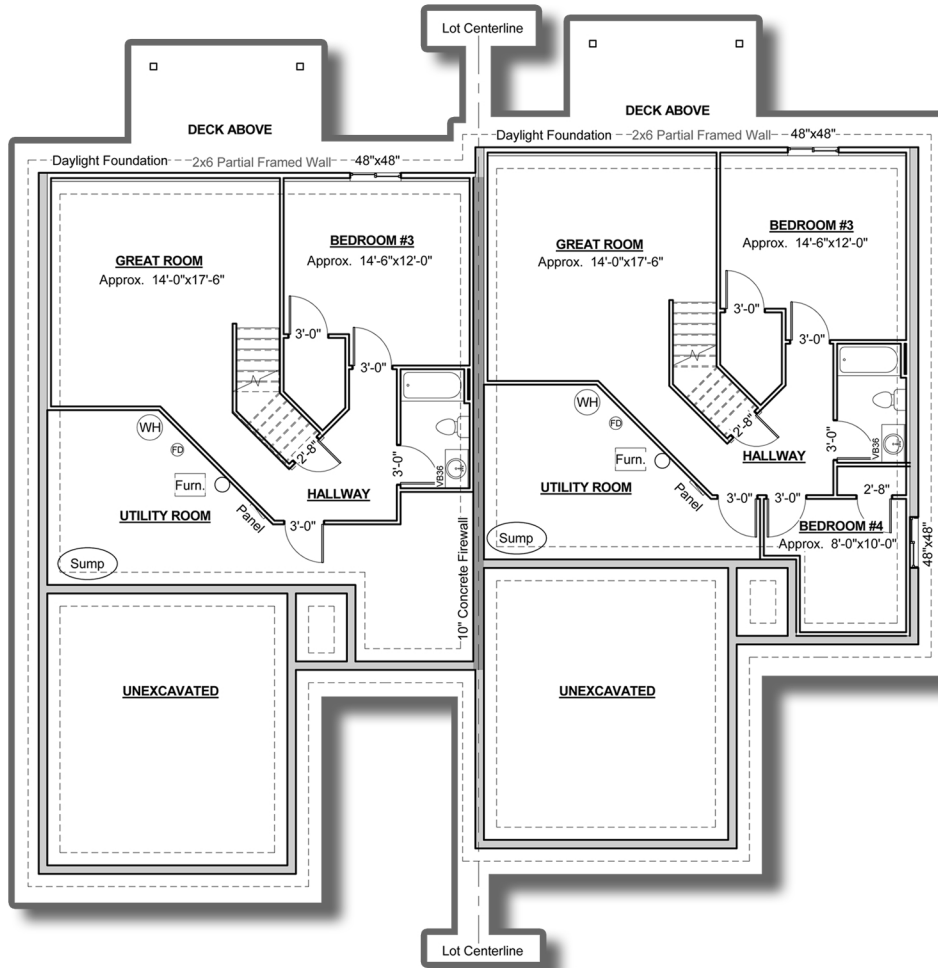 Lot Centerline
DECK ABOVE
Daylight Foundation
2x6 Partial Framed Wall
48"x48"
GREAT ROOM
Approx. 14'-0"x17'-6"
BEDROOM #3
Approx. 14'-6"x12'-0"
3'-0"
3'-0"
2'-8"
3'-0"
VB36
WH
FD
Furn.
Panel
UTILITY ROOM
HALLWAY
3'-0"
Sump
10" Concrete Firewall
UNEXCAVATED
DECK ABOVE
Daylight Foundation
2x6 Partial Framed Wall
48"x48"
GREAT ROOM
Approx. 14'-0"x17'-6"
BEDROOM #3
Approx. 14'-6"x12'-0"
3'-0"
3'-0"
2'-8"
3'-0"
VB36
WH
FD
Furn.
Panel
UTILITY ROOM
HALLWAY
3'-0"
3'-0"
2'-8"
BEDROOM #4
Approx. 8'-0"x10'-0"
48"x48"
Sump
UNEXCAVATED
Lot Centerline